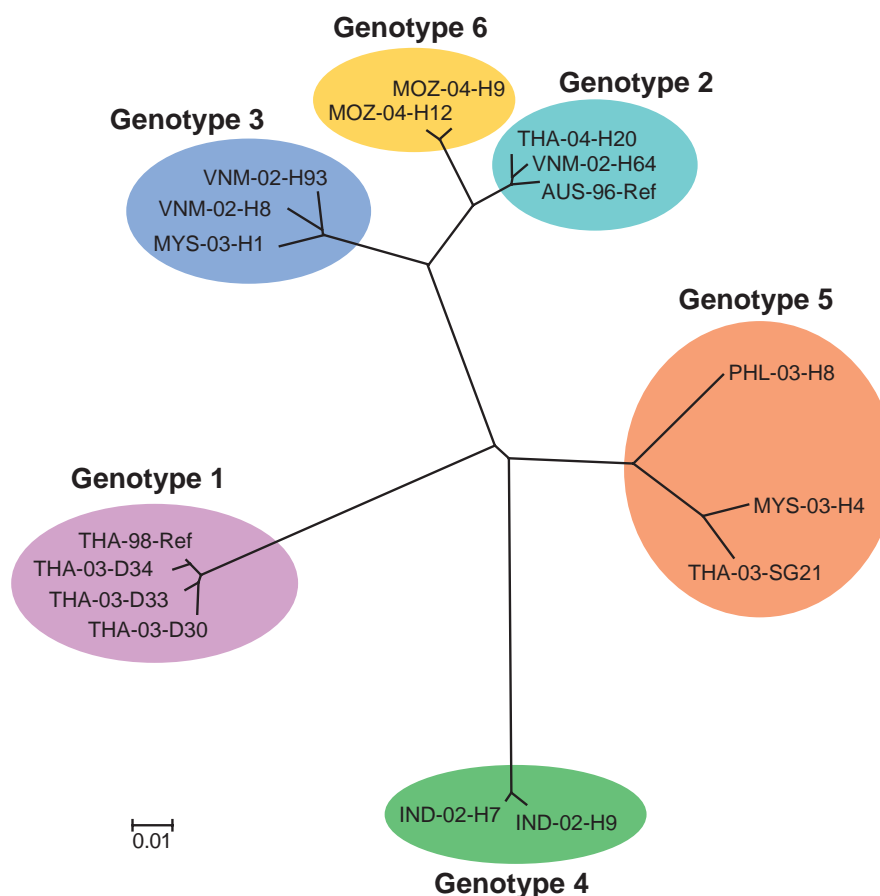 Genotype 6
MOZ-04-H9
MOZ-04-H12
Genotype 2
THA-04-H20
VNM-02-H64
AUS-96-Ref
Genotype 3
VNM-02-H93
VNM-02-H8
MYS-03-H1
Genotype 5
PHL-03-H8
MYS-03-H4
THA-03-SG21
Genotype 1
THA-98-Ref
THA-03-D34
THA-03-D33
THA-03-D30
IND-02-H7
IND-02-H9
Genotype 4
0.01